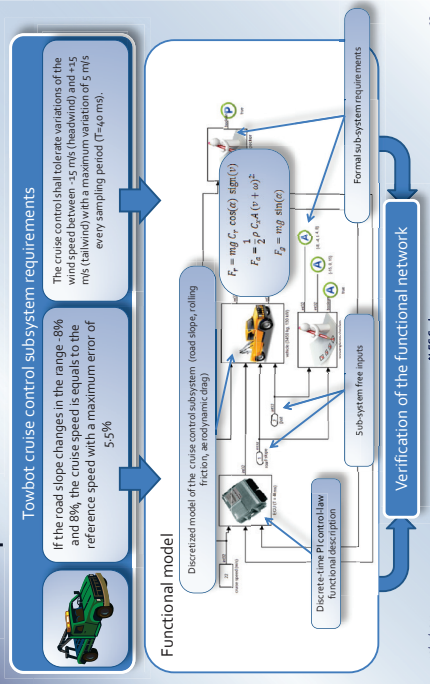 Towbot cruise control subsystem requirements
If the road slope changes in the range -8%
and 8%, the cruise speed is equals to the
reference speed with a maximum error of
5.5%
The cruise control shall tolerate variations of the
wind speed between -15 m/s (headwind) and +15
m/s (tailwind) with a maximum variation of 5 m/s
every sampling period (T=40 ms).
Functional model
Discretized model of the cruise control subsystem (road slope, rolling
friction, aerodynamic drag)
F_r = mg C_r cos(α) sign(v)
F_a = 1/2 ρ C_x A (v + ω)²
F_g = mg sin(α)
P
A
A
A
Discrete-time PI control-law
functional description
Sub-system free inputs
Formal sub-system requirements
Verification of the functional network